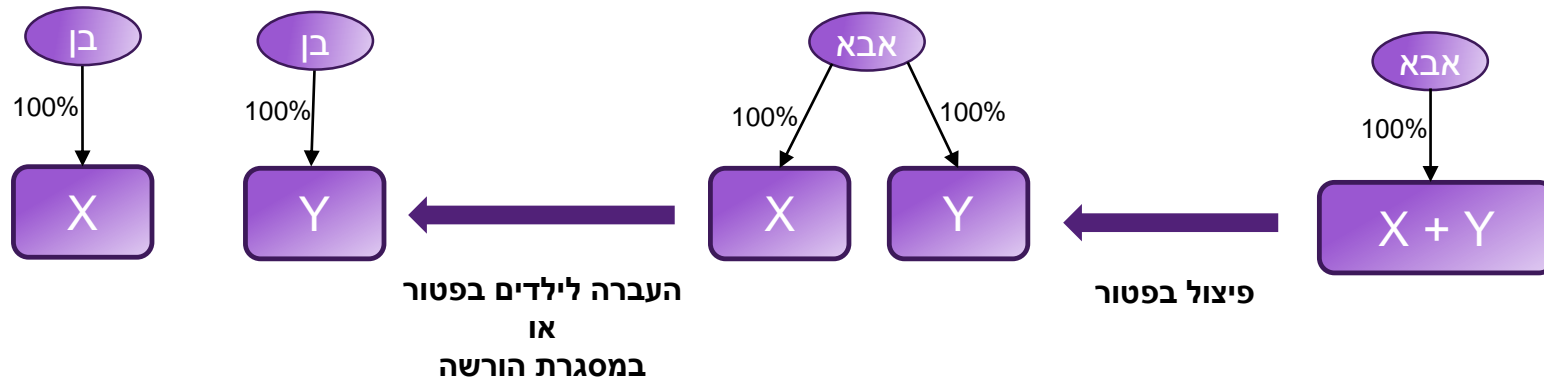 אבא
100%
X + Y
פיצול בפטור
אבא
100%
100%
X
Y
העברה לילדים בפטור
או
במסגרת הורשה
בן
100%
Y
בן
100%
X